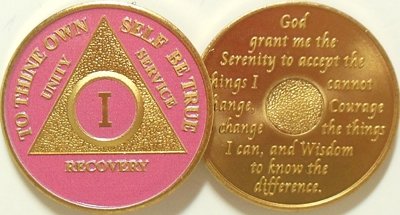 TO THINE OWN SELF BE TRUE
UNITY
SERVICE
I
RECOVERY
God
grant me the
Serenity to accept the
things I cannot
change, Courage
change the things
I can, and Wisdom
to know the
difference.